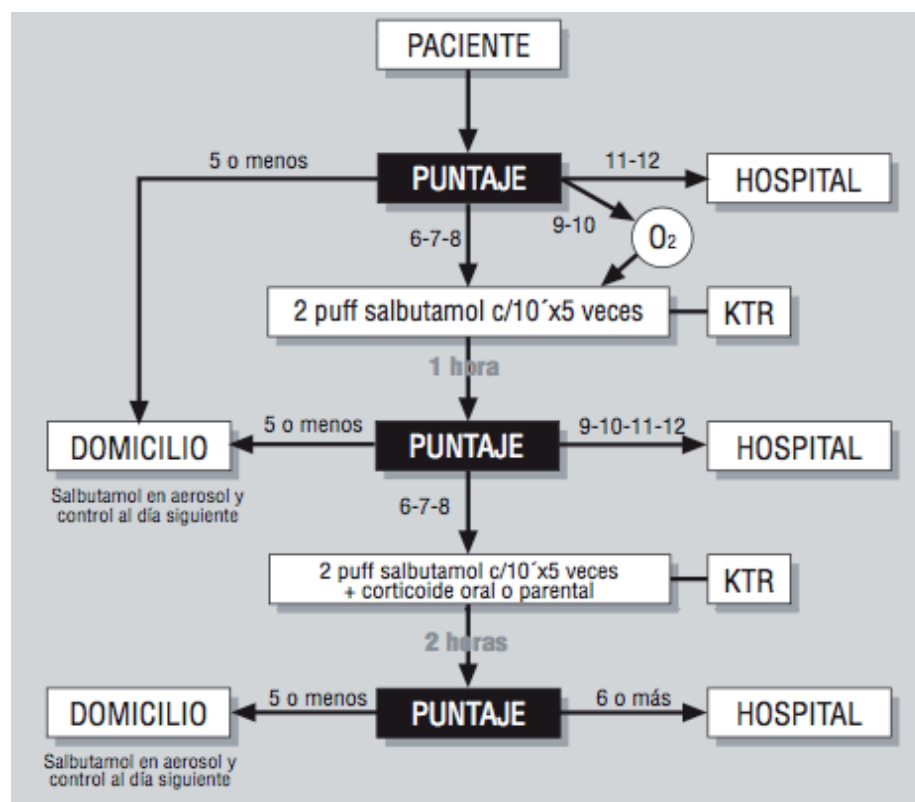 PACIENTE
5 o menos
PUNTAJE
11-12
HOSPITAL
9-10
O₂
6-7-8
2 puff salbutamol c/10´x5 veces
KTR
1 hora
DOMICILIO
5 o menos
PUNTAJE
9-10-11-12
HOSPITAL
Salbutamol en aerosol y
control al día siguiente
6-7-8
2 puff salbutamol c/10´x5 veces
+ corticoide oral o parental
KTR
2 horas
DOMICILIO
5 o menos
PUNTAJE
6 o más
HOSPITAL
Salbutamol en aerosol y
control al día siguiente